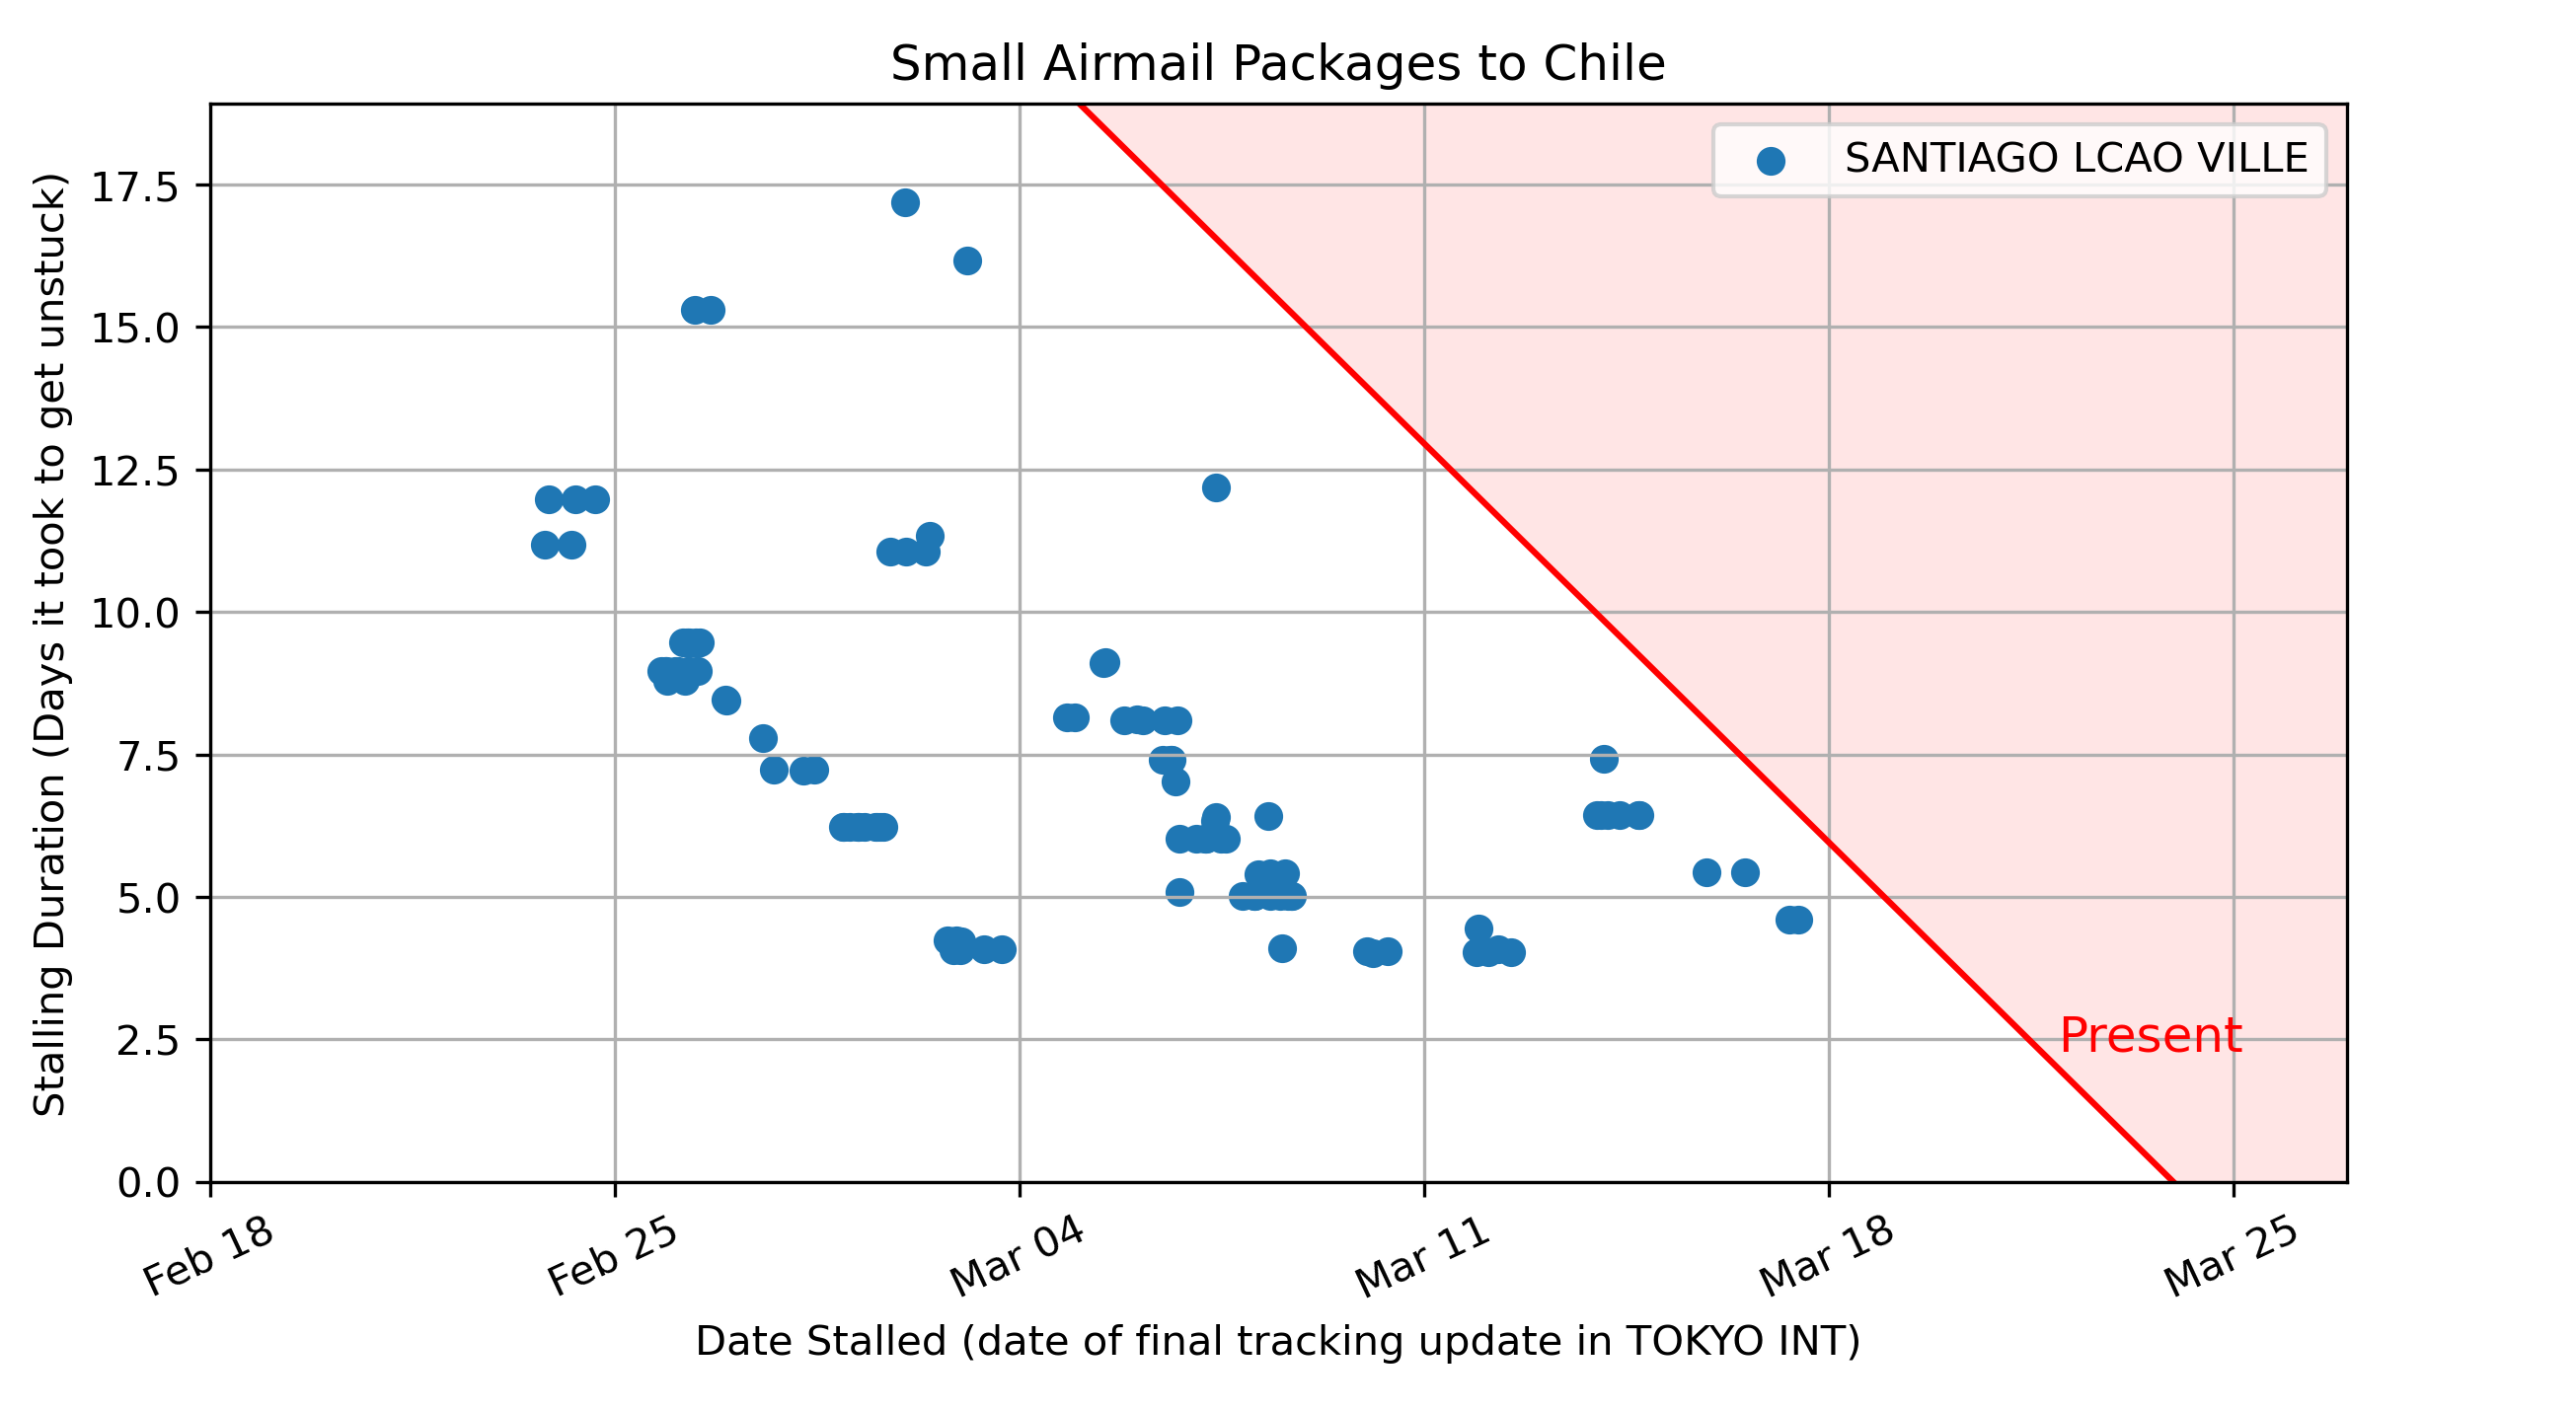 Small Airmail Packages to Chile
SANTIAGO LCAO VILLE
Stalling Duration (Days it took to get unstuck)
17.5
15.0
12.5
10.0
7.5
5.0
2.5
0.0
Present
Feb 18
Feb 25
Mar 04
Mar 11
Mar 18
Mar 25
Date Stalled (date of final tracking update in TOKYO INT)